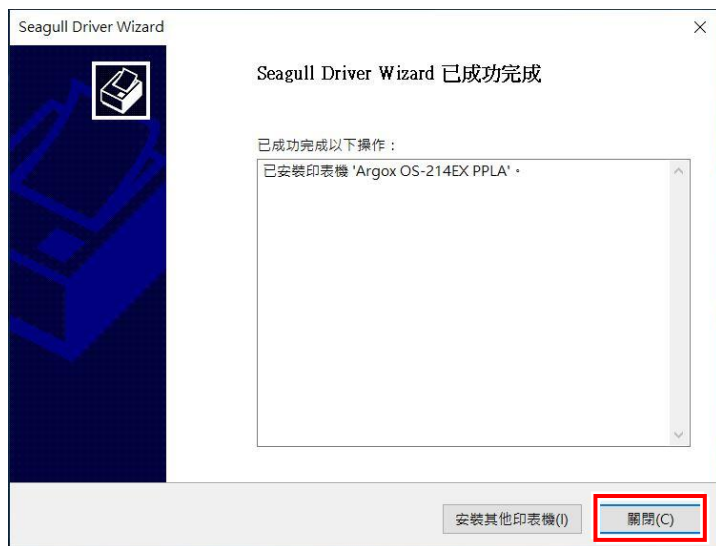 Seagull Driver Wizard
Seagull Driver Wizard 已成功完成
已成功完成以下操作：
已安裝印表機 'Argox OS-214EX PPLA'。
安裝其他印表機(I)
關閉(C)